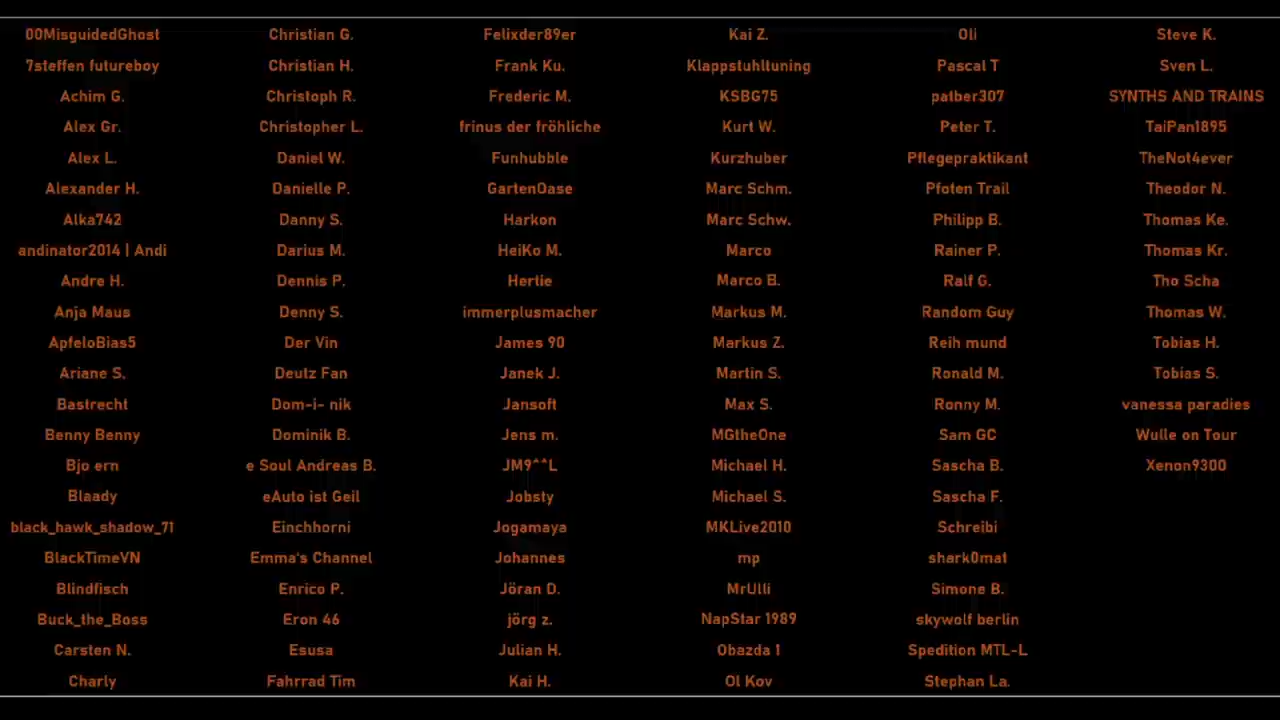 00MisguidedGhost
7steffen futureboy
Achim G.
Alex Gr.
Alex L.
Alexander H.
Alka742
andinator2014 | Andi
Andre H.
Anja Maus
ApfeloBias5
Ariane S.
Bastrecht
Benny Benny
Bjo ern
Blaady
black_hawk_shadow_71
BlackTimeVN
Blindfisch
Buck_the_Boss
Carsten N.
Charly
Christian G.
Christian H.
Christoph R.
Christopher L.
Daniel W.
Danielle P.
Danny S.
Darius M.
Dennis P.
Denny S.
Der Vin
Deutz Fan
Dom-i- nik
Dominik B.
e Soul Andreas B.
eAuto ist Geil
Einchhorni
Emma's Channel
Enrico P.
Eron 46
Esusa
Fahrrad Tim
Felixder89er
Frank Ku.
Frederic M.
frinus der fröhliche
Funhubble
GartenOase
Harkon
HeiKo M.
Hertie
immerplusmacher
James 90
Janek J.
Jansoft
Jens m.
JM9^^L
Jobsty
Jogamaya
Johannes
Jöran D.
jörg z.
Julian H.
Kai H.
Kai Z.
Klappstuhltuning
KSBG75
Kurt W.
Kurzhuber
Marc Schm.
Marc Schw.
Marco
Marco B.
Markus M.
Markus Z.
Martin S.
Max S.
MGtheOne
Michael H.
Michael S.
MKLive2010
mp
MrUlli
NapStar 1989
Obazda 1
Ol Kov
Oli
Pascal T
patber307
Peter T.
Pflegepraktikant
Pfoten Trail
Philipp B.
Rainer P.
Ralf G.
Random Guy
Reih mund
Ronald M.
Ronny M.
Sam GC
Sascha B.
Sascha F.
Schreibi
shark0mat
Simone B.
skywolf berlin
Spedition MTL-L
Stephan La.
Steve K.
Sven L.
SYNTHS AND TRAINS
TaiPan1895
TheNot4ever
Theodor N.
Thomas Ke.
Thomas Kr.
Tho Scha
Thomas W.
Tobias H.
Tobias S.
vanessa paradies
Wulle on Tour
Xenon9300